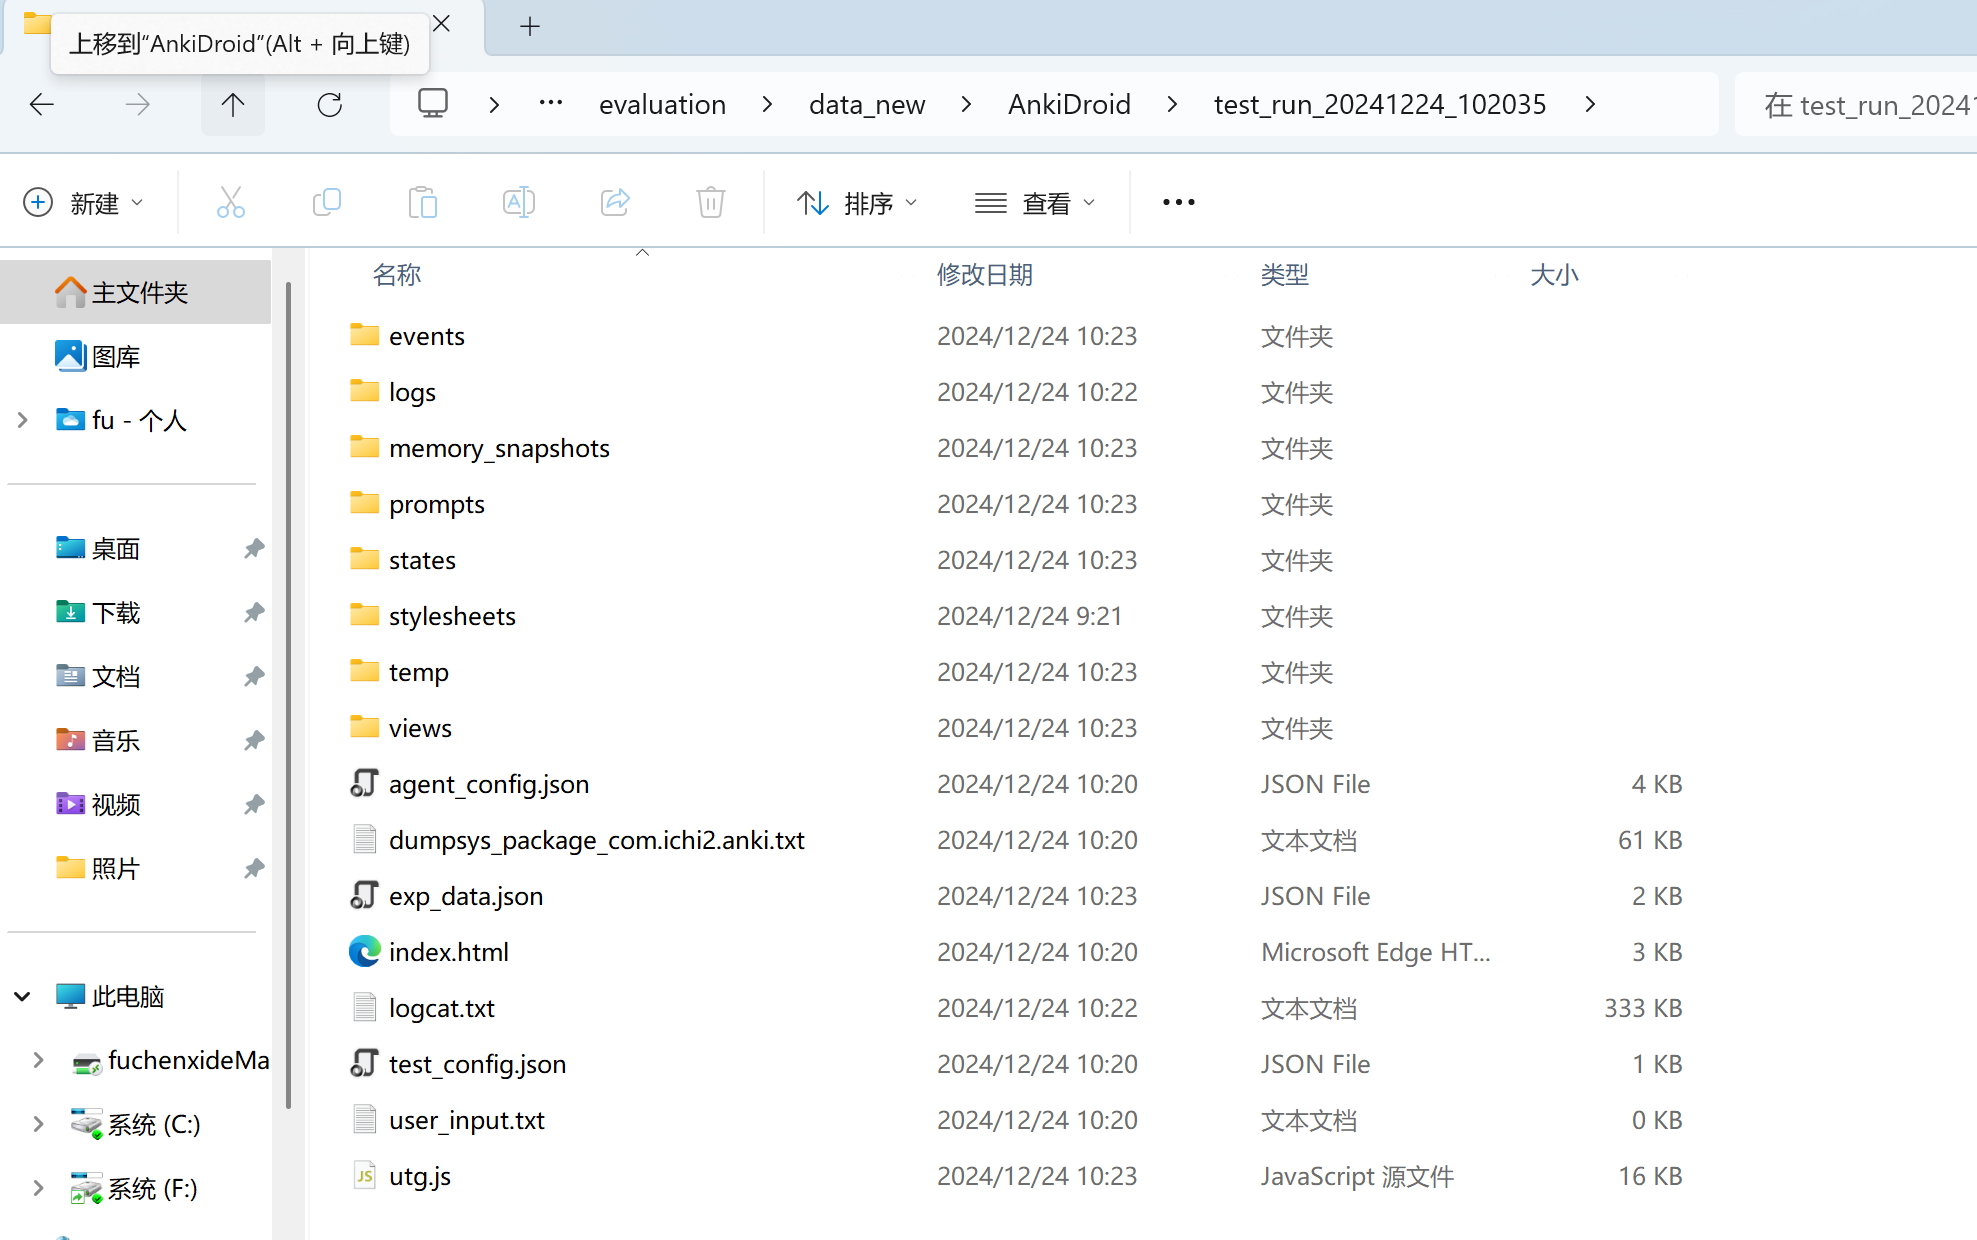 上移到“AnkiDroid”(Alt + 向上键)
… evaluation data_new AnkiDroid test_run_20241224_102035
在 test_run_20241
新建
排序
查看
主文件夹
图库
fu - 个人
桌面
下载
文档
音乐
视频
照片
此电脑
fuchenxideMa
系统 (C:)
系统 (F:)
名称 修改日期 类型 大小
events 2024/12/24 10:23 文件夹
logs 2024/12/24 10:22 文件夹
memory_snapshots 2024/12/24 10:23 文件夹
prompts 2024/12/24 10:23 文件夹
states 2024/12/24 10:23 文件夹
stylesheets 2024/12/24 9:21 文件夹
temp 2024/12/24 10:23 文件夹
views 2024/12/24 10:23 文件夹
agent_config.json 2024/12/24 10:20 JSON File 4 KB
dumpsys_package_com.ichi2.anki.txt 2024/12/24 10:20 文本文档 61 KB
exp_data.json 2024/12/24 10:23 JSON File 2 KB
index.html 2024/12/24 10:20 Microsoft Edge HT... 3 KB
logcat.txt 2024/12/24 10:22 文本文档 333 KB
test_config.json 2024/12/24 10:20 JSON File 1 KB
user_input.txt 2024/12/24 10:20 文本文档 0 KB
utg.js 2024/12/24 10:23 JavaScript 源文件 16 KB